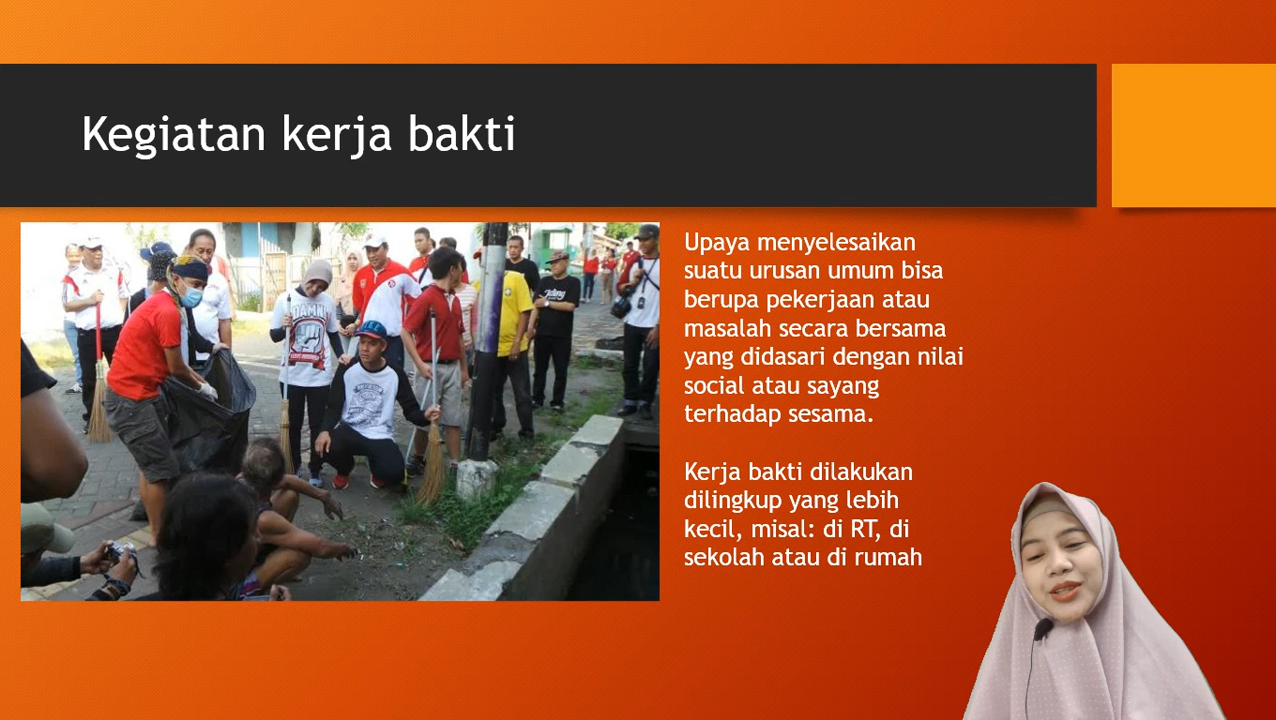 Kegiatan kerja bakti
Upaya menyelesaikan
suatu urusan umum bisa
berupa pekerjaan atau
masalah secara bersama
yang didasari dengan nilai
social atau sayang
terhadap sesama.
Kerja bakti dilakukan
dilingkup yang lebih
kecil, misal: di RT, di
sekolah atau di rumah